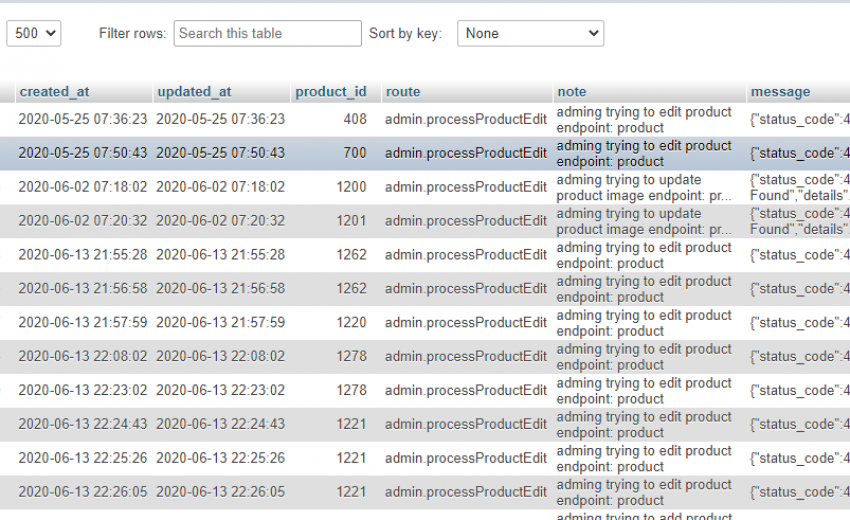 500 Filter rows: Search this table Sort by key: None
created_at updated_at product_id route note message
2020-05-25 07:36:23 2020-05-25 07:36:23 408 admin.processProductEdit adming trying to edit product {"status_code":4
endpoint: product
2020-05-25 07:50:43 2020-05-25 07:50:43 700 admin.processProductEdit adming trying to edit product {"status_code":4
endpoint: product
2020-06-02 07:18:02 2020-06-02 07:18:02 1200 admin.processProductEdit adming trying to update {"status_code":4
product image endpoint: pr... Found","details"
2020-06-02 07:20:32 2020-06-02 07:20:32 1201 admin.processProductEdit adming trying to update {"status_code":4
product image endpoint: pr... Found","details"
2020-06-13 21:55:28 2020-06-13 21:55:28 1262 admin.processProductEdit adming trying to edit product {"status_code":4
endpoint: product
2020-06-13 21:56:58 2020-06-13 21:56:58 1262 admin.processProductEdit adming trying to edit product {"status_code":4
endpoint: product
2020-06-13 21:57:59 2020-06-13 21:57:59 1220 admin.processProductEdit adming trying to edit product {"status_code":4
endpoint: product
2020-06-13 22:08:02 2020-06-13 22:08:02 1278 admin.processProductEdit adming trying to edit product {"status_code":4
endpoint: product
2020-06-13 22:23:02 2020-06-13 22:23:02 1278 admin.processProductEdit adming trying to edit product {"status_code":4
endpoint: product
2020-06-13 22:24:43 2020-06-13 22:24:43 1221 admin.processProductEdit adming trying to edit product {"status_code":4
endpoint: product
2020-06-13 22:25:26 2020-06-13 22:25:26 1221 admin.processProductEdit adming trying to edit product {"status_code":4
endpoint: product
2020-06-13 22:26:05 2020-06-13 22:26:05 1221 admin.processProductEdit adming trying to edit product {"status_code":4
endpoint: product
adming trying to add product